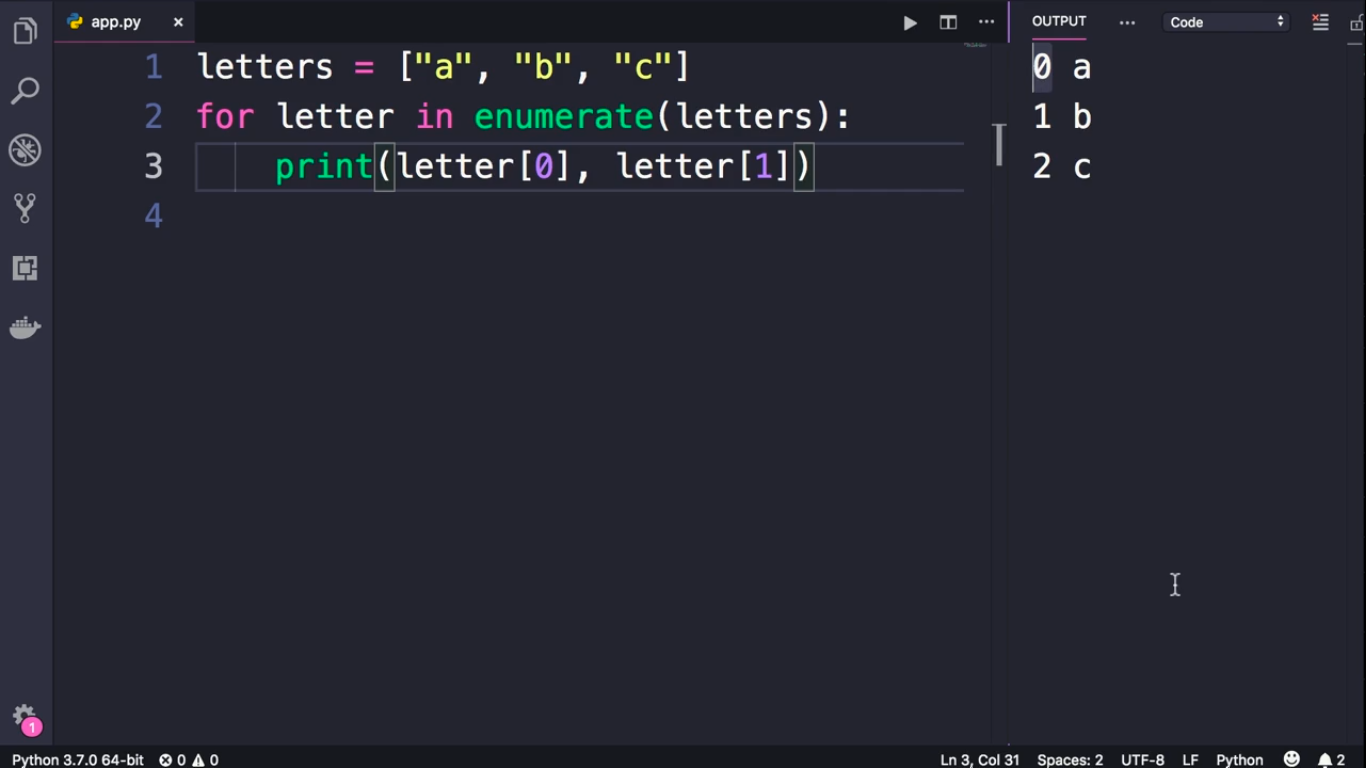 app.py
OUTPUT
Code
1 letters = ["a", "b", "c"]
2 for letter in enumerate(letters):
3 print(letter[0], letter[1])
4
0 a
1 b
2 c
1
Python 3.7.0 64-bit 0 0 Ln 3, Col 31 Spaces: 2 UTF-8 LF Python 2